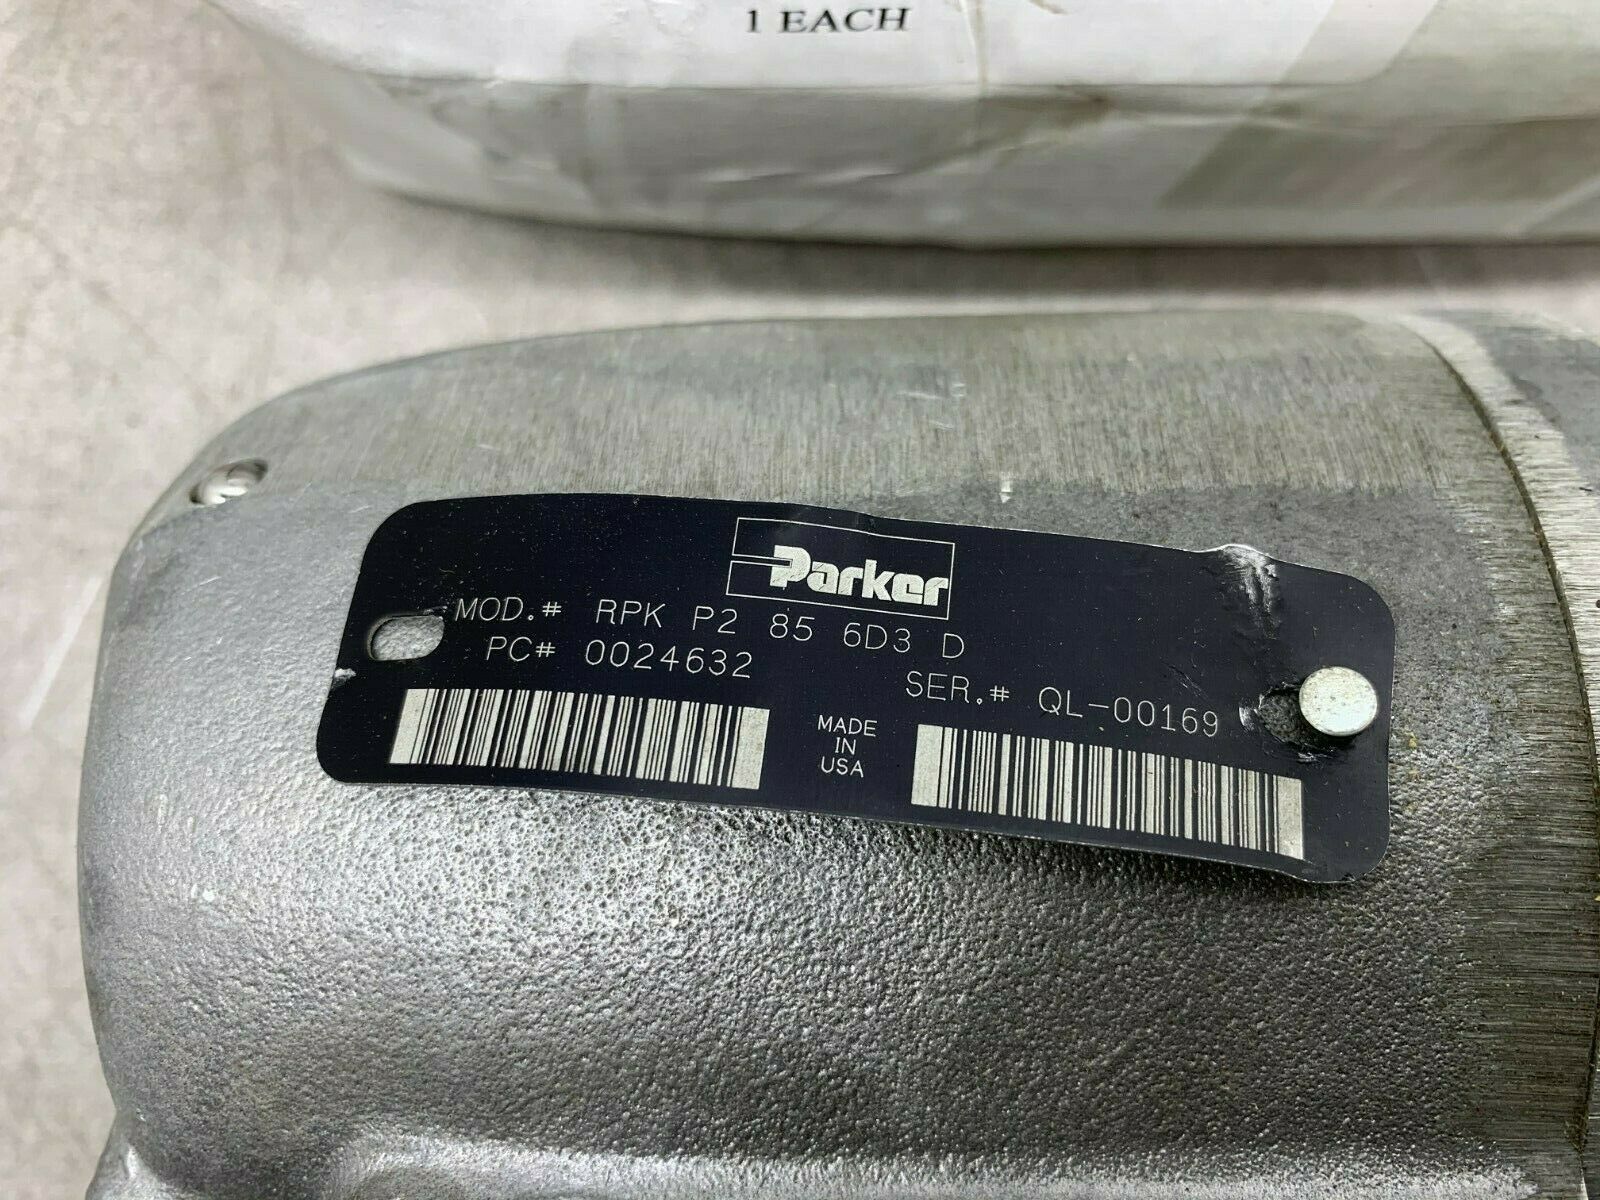 1 EACH
Parker
MOD.# RPK P2 85 6D3 D
PC# 0024632
SER.# QL-00169
MADE
IN
USA